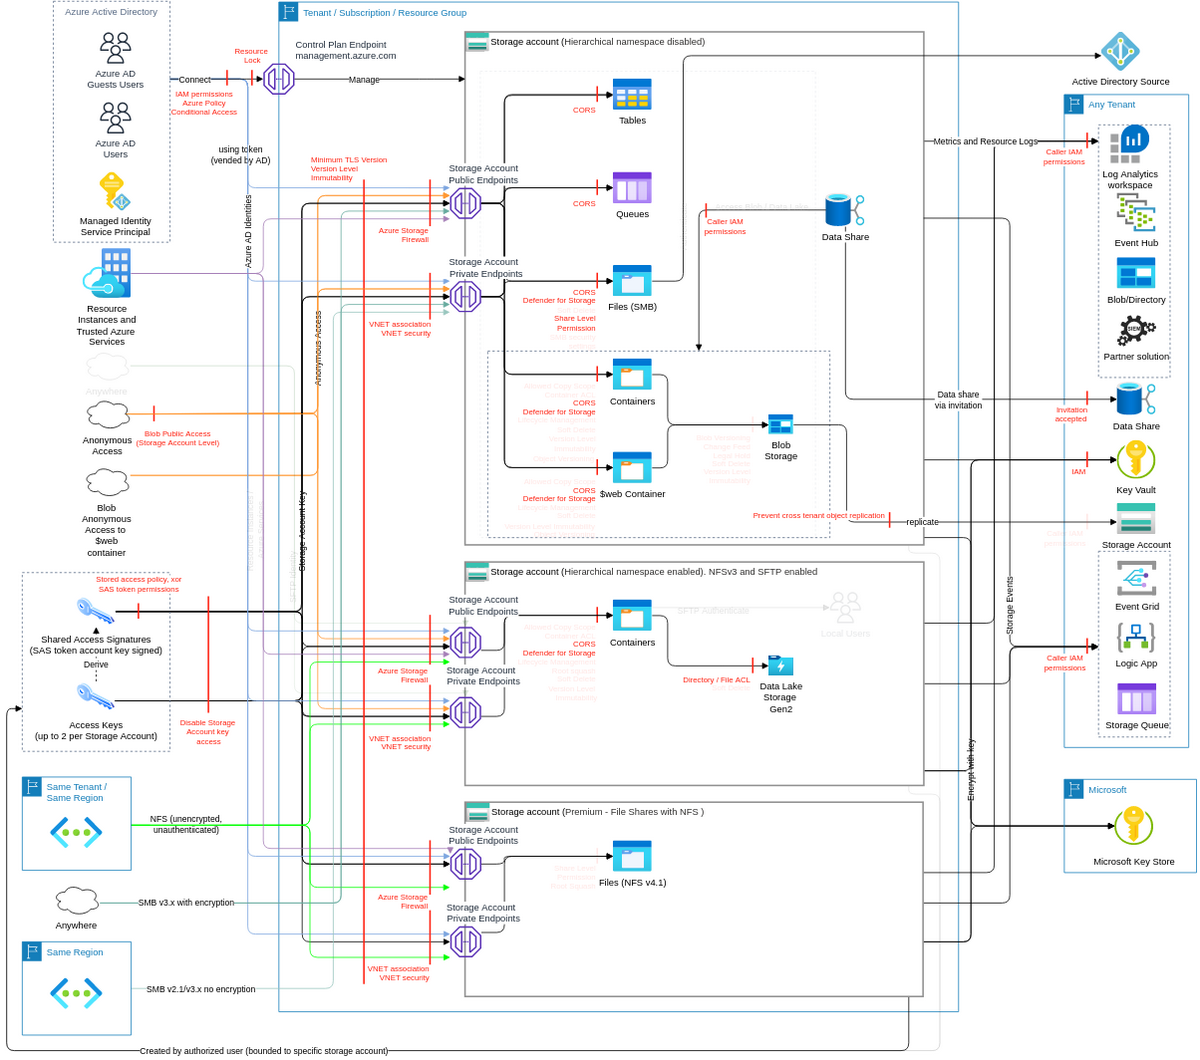 Azure Active Directory
Azure AD
Guests Users
Azure AD
Users
Managed Identity
Service Principal
Resource
Instances and
Trusted Azure
Services
Anywhere
Anonymous
Access
Blob
Anonymous
Access to
$web
container
Blob Public Access
(Storage Account Level)
Connect
IAM permissions
Azure Policy
Conditional Access
Resource
Lock
using token
(vended by AD)
Azure AD Identities
Anonymous Access
Storage Account Key
Stored access policy, xor
SAS token permissions
Shared Access Signatures
(SAS token account key signed)
Derive
Access Keys
(up to 2 per Storage Account)
Disable Storage
Account key
access
Same Tenant /
Same Region
NFS (unencrypted,
unauthenticated)
Anywhere
SMB v3.x with encryption
Same Region
SMB v2.1/v3.x no encryption
Created by authorized user (bounded to specific storage account)
Tenant / Subscription / Resource Group
Control Plan Endpoint
management.azure.com
Manage
Minimum TLS Version
Version Level
Immutability
Storage account (Hierarchical namespace disabled)
Storage Account
Public Endpoints
Azure Storage
Firewall
Storage Account
Private Endpoints
VNET association
VNET security
CORS
Tables
CORS
Queues
CORS
Defender for Storage
Share Level
Permission
Files (SMB)
Access Blob / Data Lake
Caller IAM
permissions
Data Share
CORS
Defender for Storage
Containers
CORS
Defender for Storage
$web Container
Blob
Storage
Prevent cross tenant object replication
replicate
Storage account (Hierarchical namespace enabled). NFSv3 and SFTP enabled
Storage Account
Public Endpoints
Azure Storage
Firewall
Storage Account
Private Endpoints
VNET association
VNET security
CORS
Defender for Storage
Containers
SFTP Authenticate
Local Users
Directory / File ACL
Data Lake
Storage
Gen2
Storage account (Premium - File Shares with NFS )
Storage Account
Public Endpoints
Azure Storage
Firewall
Storage Account
Private Endpoints
VNET association
VNET security
Files (NFS v4.1)
Active Directory Source
Any Tenant
Metrics and Resource Logs
Caller IAM
permissions
Log Analytics
workspace
Event Hub
Blob/Directory
SIEM
Partner solution
Data share
via invitation
Invitation
accepted
Data Share
IAM
Key Vault
Caller IAM
permissions
Storage Account
Storage Events
Event Grid
Caller IAM
permissions
Logic App
Storage Queue
Encrypt with key
Microsoft
Microsoft Key Store